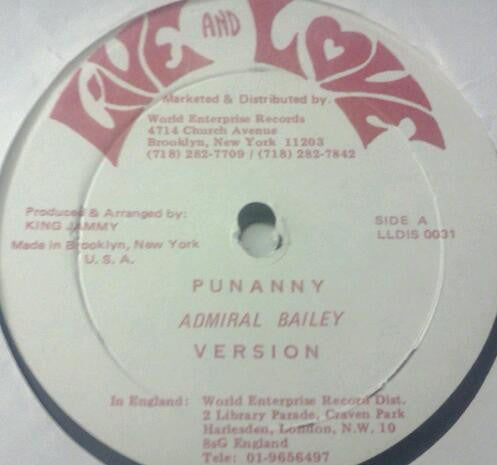 LIVE AND LOVE
Marketed & Distributed by:
World Enterprise Records
4714 Church Avenue
Brooklyn, New York 11203
(718) 282-7709 / (718) 282-7842
Produced & Arranged by:
KING JAMMY
Made in Brooklyn, New York
U. S. A.
SIDE A
LLDIS 0031
PUNANNY
ADMIRAL BAILEY
VERSION
In England: World Enterprise Record Dist.
2 Library Parade, Craven Park
Harlesden, London, N.W. 10
8sG England
Tele: 01-9656497